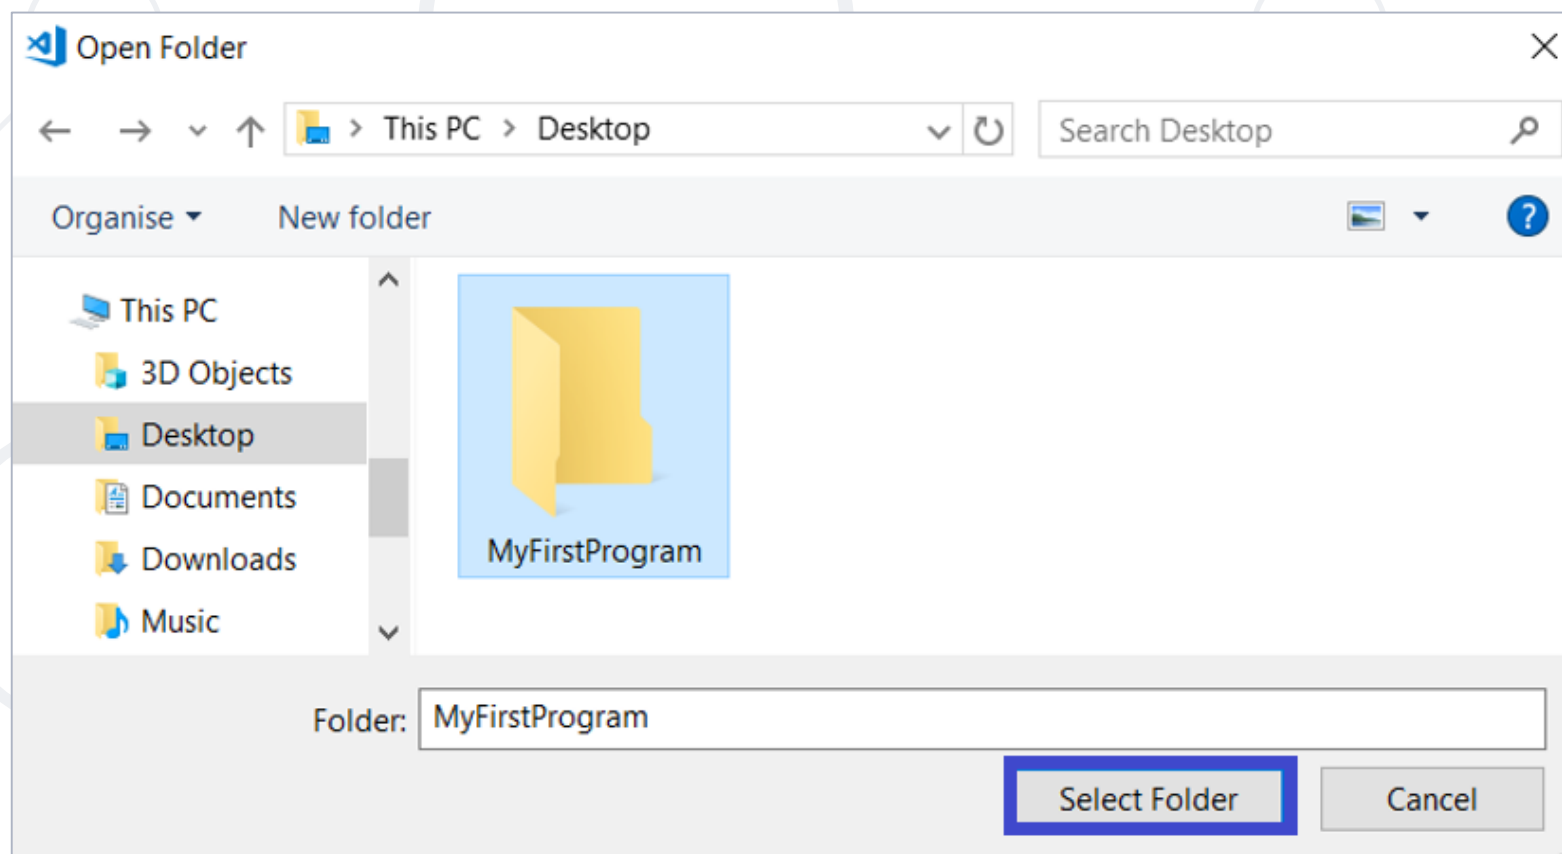 Open Folder
This PC > Desktop
Search Desktop
Organise
New folder
?
This PC
3D Objects
Desktop
Documents
Downloads
Music
MyFirstProgram
Folder: MyFirstProgram
Select Folder
Cancel